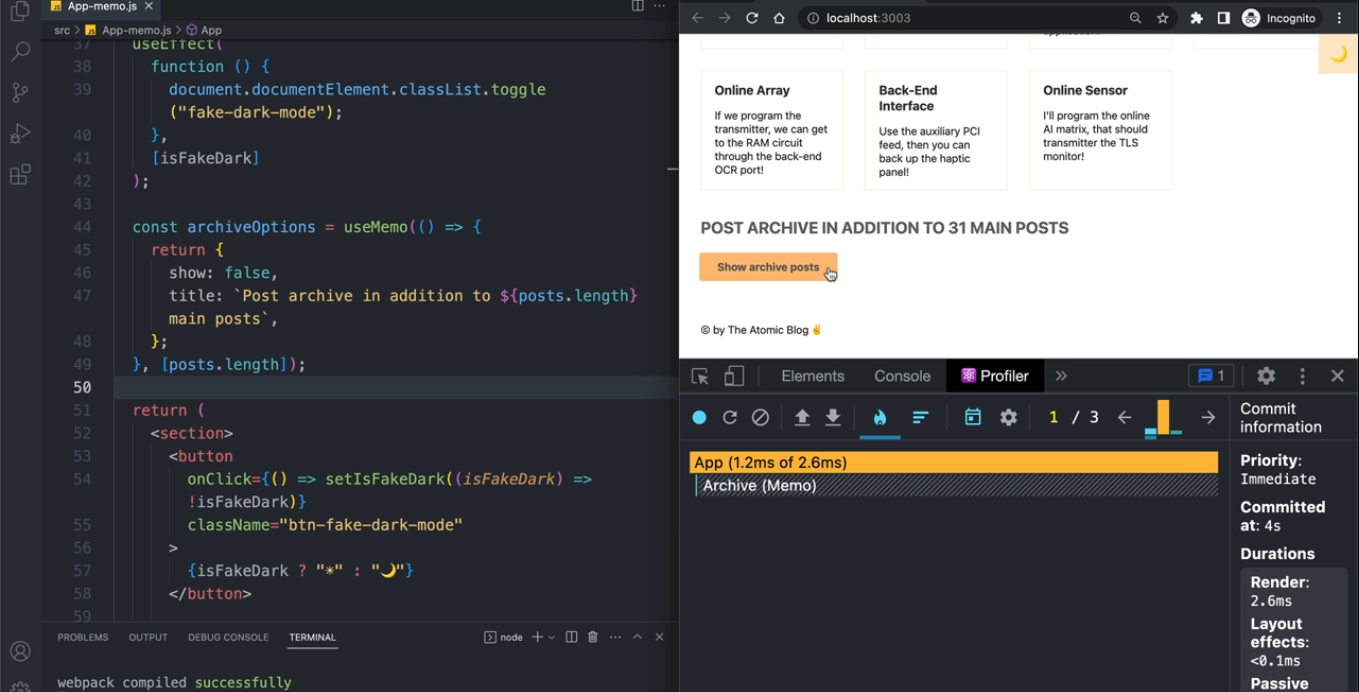 App-memo.js
src > App-memo.js > App
37 useEffect(
38 function () {
39 document.documentElement.classList.toggle
("fake-dark-mode");
40 },
41 [isFakeDark]
42 );
43
44 const archiveOptions = useMemo(() => {
45 return {
46 show: false,
47 title: `Post archive in addition to ${posts.length}
main posts`,
48 };
49 }, [posts.length]);
50
51 return (
52 <section>
53 <button
54 onClick={() => setIsFakeDark((isFakeDark) =>
!isFakeDark)}
55 className="btn-fake-dark-mode"
56 >
57 {isFakeDark ? "☀️" : "🌙"}
58 </button>
59
PROBLEMS OUTPUT DEBUG CONSOLE TERMINAL
node
webpack compiled successfully
localhost:3003
Incognito
Online Array
If we program the
transmitter, we can get
to the RAM circuit
through the back-end
OCR port!
Back-End
Interface
Use the auxiliary PCI
feed, then you can
back up the haptic
panel!
Online Sensor
I'll program the online
AI matrix, that should
transmitter the TLS
monitor!
POST ARCHIVE IN ADDITION TO 31 MAIN POSTS
Show archive posts
© by The Atomic Blog ✌️
Elements Console Profiler
1
1 / 3
App (1.2ms of 2.6ms)
Archive (Memo)
Commit
information
Priority:
Immediate
Committed
at: 4s
Durations
Render:
2.6ms
Layout
effects:
<0.1ms
Passive